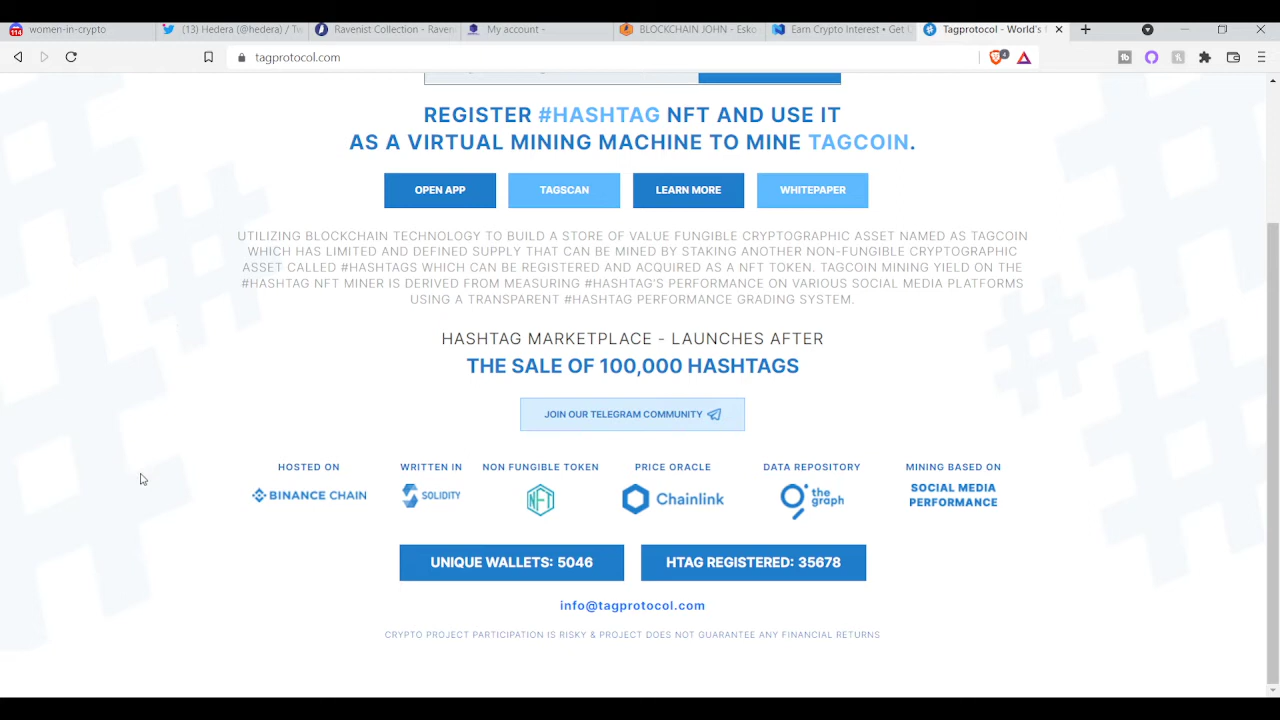 114
women-in-crypto
(13) Hedera (@hedera) / Tw
Ravenist Collection - Raven
My account -
BLOCKCHAIN JOHN - Esko
Earn Crypto Interest • Get U
Tagprotocol - World's
tagprotocol.com
4
REGISTER #HASHTAG NFT AND USE IT
AS A VIRTUAL MINING MACHINE TO MINE TAGCOIN.
OPEN APP
TAGSCAN
LEARN MORE
WHITEPAPER
UTILIZING BLOCKCHAIN TECHNOLOGY TO BUILD A STORE OF VALUE FUNGIBLE CRYPTOGRAPHIC ASSET NAMED AS TAGCOIN
WHICH HAS LIMITED AND DEFINED SUPPLY THAT CAN BE MINED BY STAKING ANOTHER NON-FUNGIBLE CRYPTOGRAPHIC
ASSET CALLED #HASHTAGS WHICH CAN BE REGISTERED AND ACQUIRED AS A NFT TOKEN. TAGCOIN MINING YIELD ON THE
#HASHTAG NFT MINER IS DERIVED FROM MEASURING #HASHTAG'S PERFORMANCE ON VARIOUS SOCIAL MEDIA PLATFORMS
USING A TRANSPARENT #HASHTAG PERFORMANCE GRADING SYSTEM.
HASHTAG MARKETPLACE - LAUNCHES AFTER
THE SALE OF 100,000 HASHTAGS
JOIN OUR TELEGRAM COMMUNITY
HOSTED ON
WRITTEN IN
NON FUNGIBLE TOKEN
PRICE ORACLE
DATA REPOSITORY
MINING BASED ON
BINANCE CHAIN
SOLIDITY
NFT
Chainlink
the graph
SOCIAL MEDIA
PERFORMANCE
UNIQUE WALLETS: 5046
HTAG REGISTERED: 35678
info@tagprotocol.com
CRYPTO PROJECT PARTICIPATION IS RISKY & PROJECT DOES NOT GUARANTEE ANY FINANCIAL RETURNS